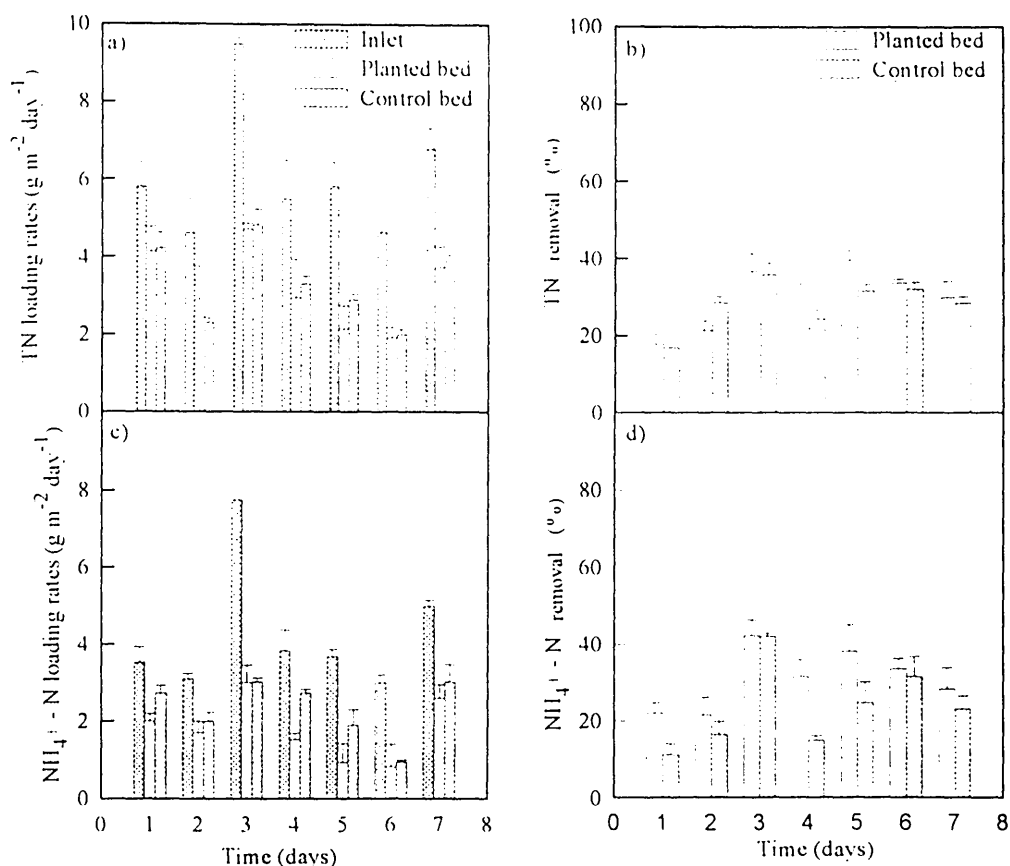 a)
Inlet
Planted bed
Control bed
TN loading rates (g m-2 day-1)
10
8
6
4
2
0
b)
Planted bed
Control bed
TN removal (%)
100
80
60
40
20
0
c)
NH4+ - N loading rates (g m-2 day-1)
8
6
4
2
0
0 1 2 3 4 5 6 7 8
Time (days)
d)
NH4+ - N removal (%)
80
60
40
20
0
0 1 2 3 4 5 6 7 8
Time (days)